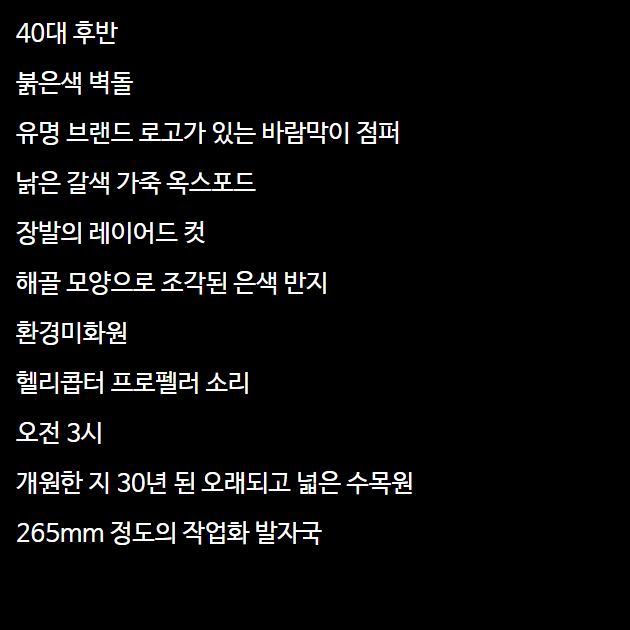 40대 후반
붉은색 벽돌
유명 브랜드 로고가 있는 바람막이 점퍼
낡은 갈색 가죽 옥스포드
장발의 레이어드 컷
해골 모양으로 조각된 은색 반지
환경미화원
헬리콥터 프로펠러 소리
오전 3시
개원한 지 30년 된 오래되고 넓은 수목원
265mm 정도의 작업화 발자국